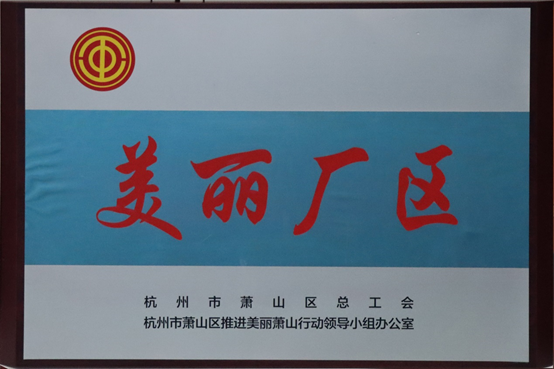 美丽厂区
杭州市萧山区总工会
杭州市萧山区推进美丽萧山行动领导小组办公室